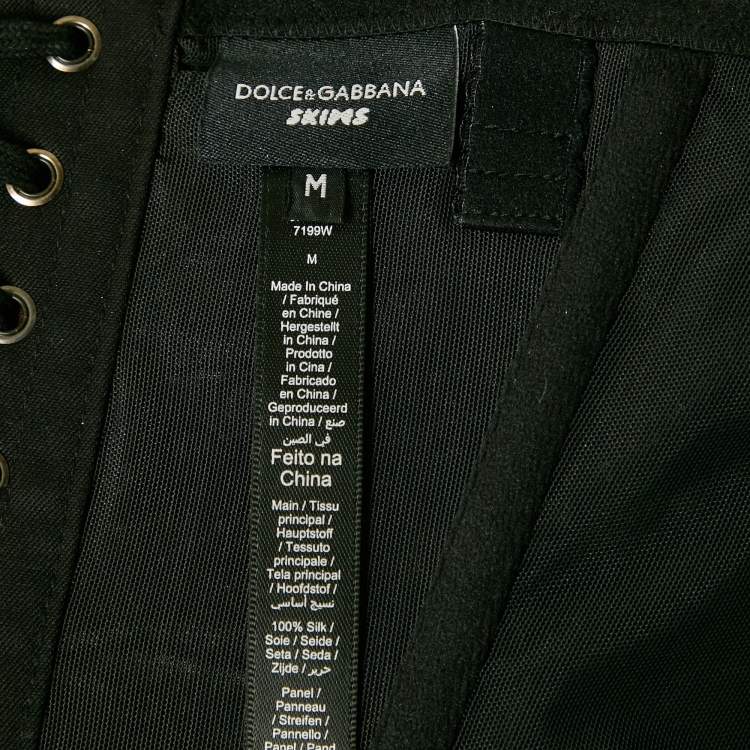 DOLCE&GABBANA
SKIMS
M
7199W
M
Made In China
/ Fabriqué
en Chine /
Hergestellt
in China /
Prodotto
in Cina /
Fabricado
en China /
Geproduceerd
in China / صنع
في الصين
Feito na
China
Main / Tissu
principal /
Hauptstoff
/ Tessuto
principale /
Tela principal
/ Hoofdstof /
نسيج أساسي
100% Silk /
Soie / Seide /
Seta / Seda /
Zijde / حرير
Panel /
Panneau
/ Streifen /
Pannello /
Panel / Pand